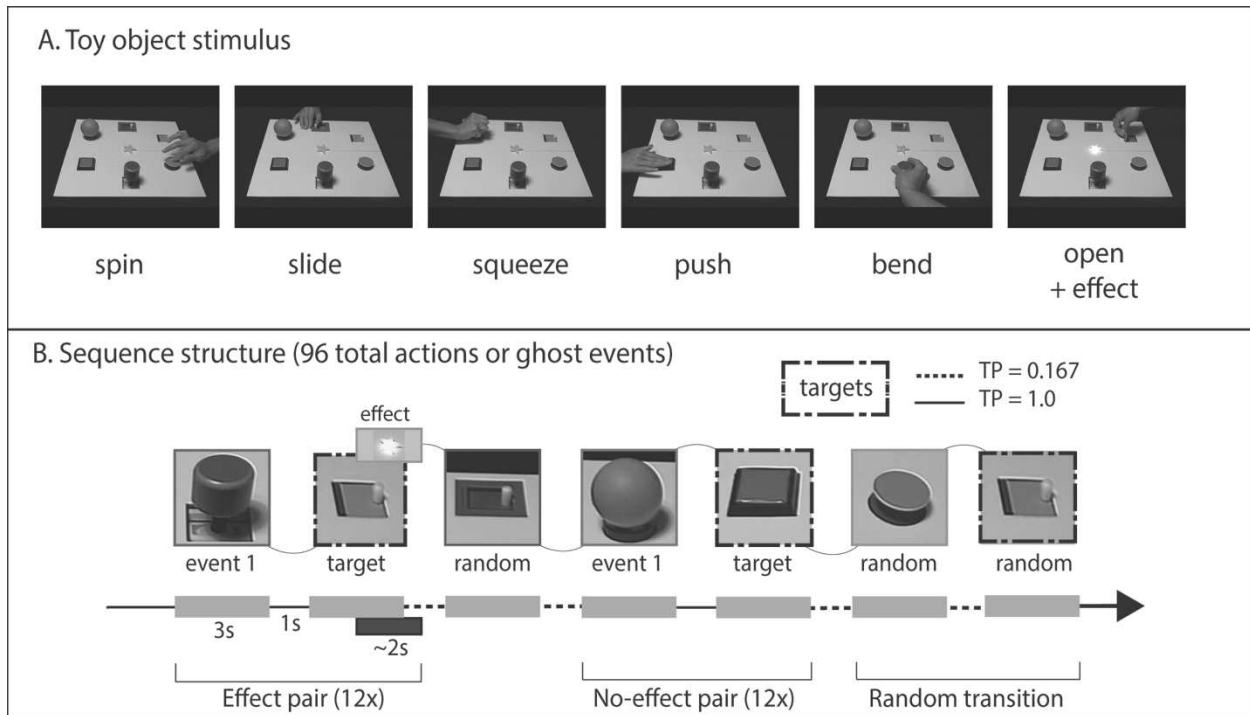 A. Toy object stimulus
spin
slide
squeeze
push
bend
open
+ effect
B. Sequence structure (96 total actions or ghost events)
targets
TP = 0.167
TP = 1.0
effect
event 1
target
random
event 1
target
random
random
3s
1s
~2s
Effect pair (12x)
No-effect pair (12x)
Random transition